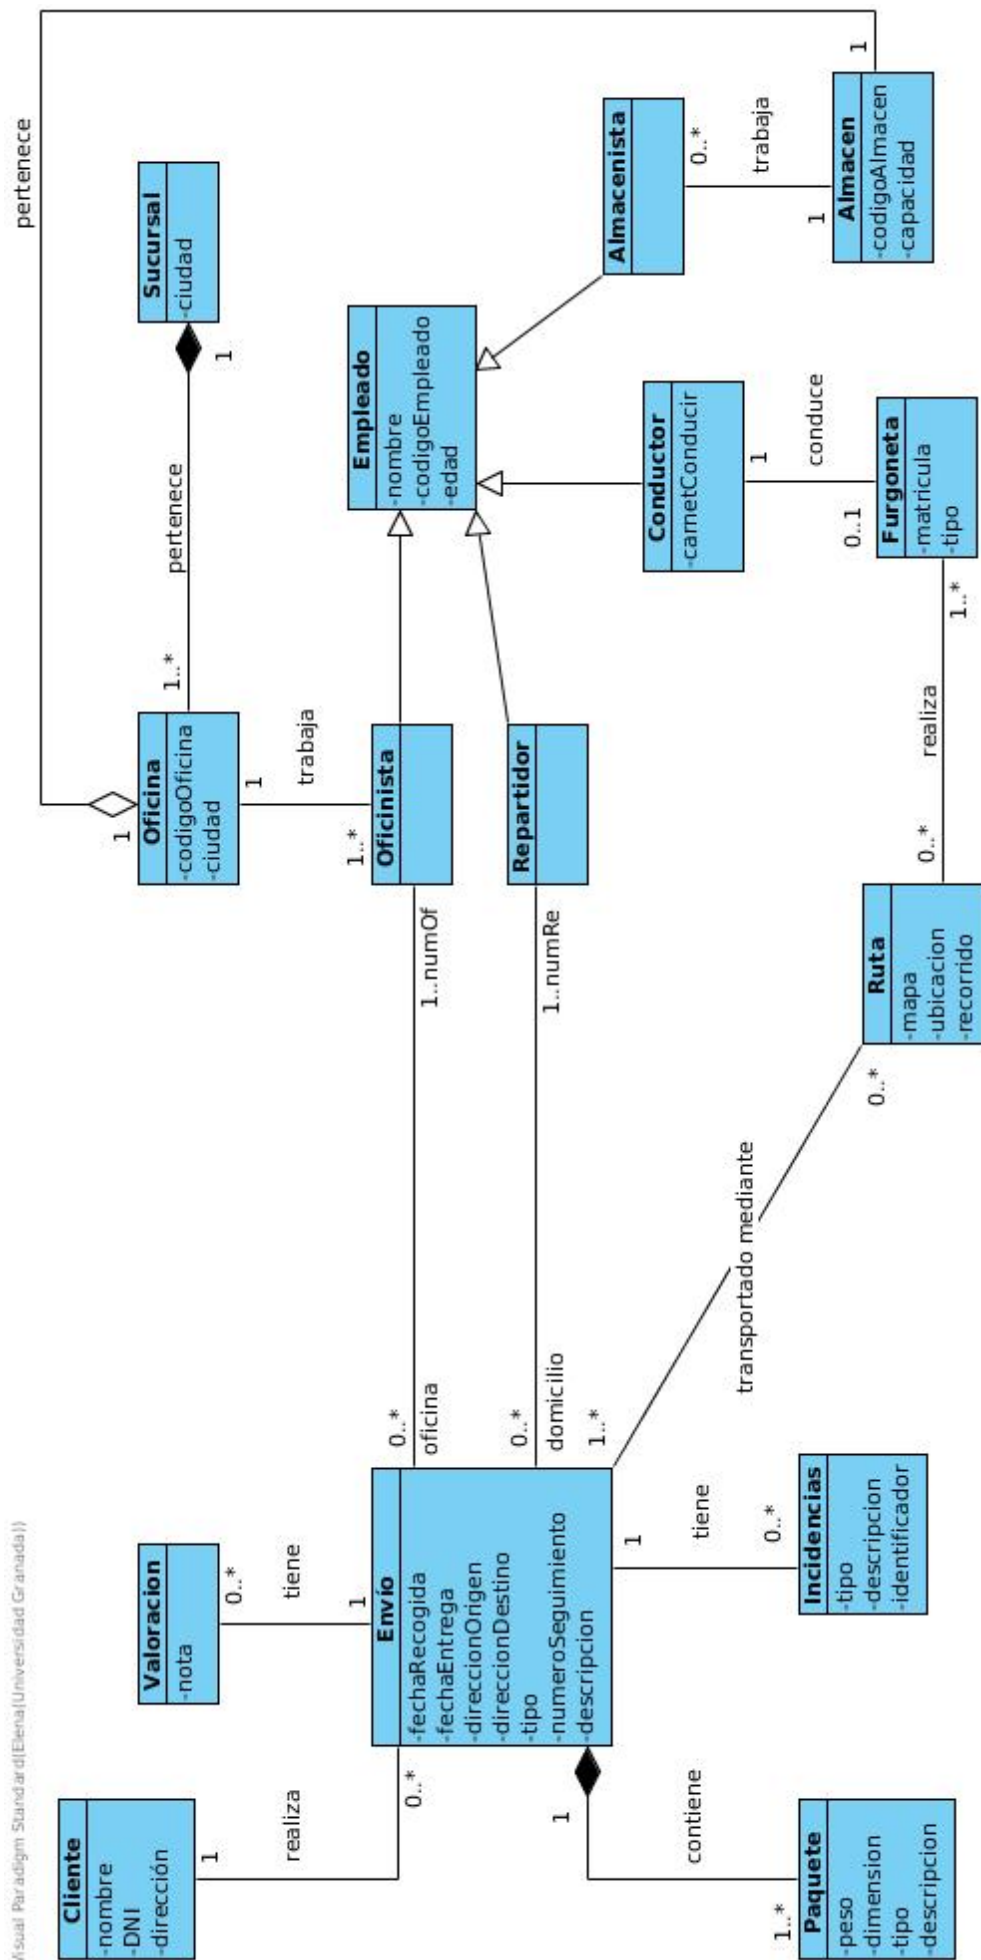 Visual Paradigm Standard(Elena(Universidad Granada))
Cliente
-nombre
-DNI
-dirección
1
realiza
0..*
Valoracion
-nota
0..*
tiene
1
Envío
-fechaRecogida
-fechaEntrega
-direccionOrigen
-direccionDestino
-tipo
-numeroSeguimiento
-descripcion
1
contiene
1..*
Paquete
-peso
-dimension
-tipo
-descripcion
1
tiene
0..*
Incidencias
-tipo
-descripcion
-identificador
0..*
oficina
1..numOf
0..*
domicilio
1..numRe
1..*
transportado mediante
0..*
Ruta
-mapa
-ubicacion
-recorrido
0..*
realiza
1..*
Oficina
-codigoOficina
-ciudad
1
pertenece
1
1..*
pertenece
1
Sucursal
-ciudad
1
trabaja
1..*
Oficinista
Repartidor
Empleado
-nombre
-codigoEmpleado
-edad
Conductor
-carnetConducir
1
conduce
0..1
Furgoneta
-matricula
-tipo
Almacenista
0..*
trabaja
1
Almacen
-codigoAlmacen
-capacidad